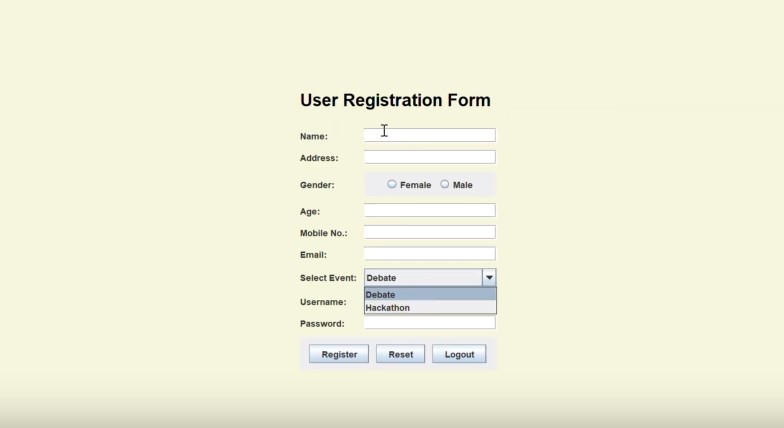 User Registration Form
Name:
Address:
Gender: Female Male
Age:
Mobile No.:
Email:
Select Event: Debate
Debate
Username:
Hackathon
Password:
Register Reset Logout